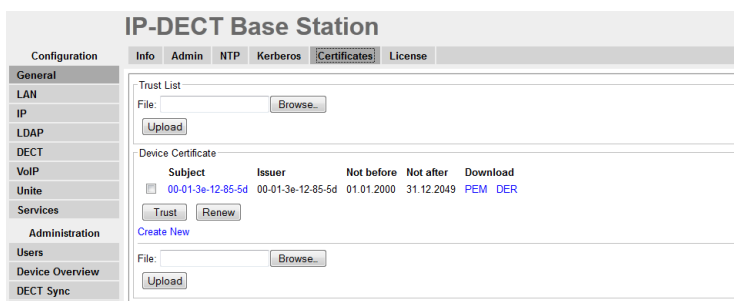 IP-DECT Base Station
Configuration
Info Admin NTP Kerberos Certificates License
General
LAN
IP
LDAP
DECT
VoIP
Unite
Services
Administration
Users
Device Overview
DECT Sync
Trust List
File: Browse..
Upload
Device Certificate
Subject Issuer Not before Not after Download
00-01-3e-12-85-5d 00-01-3e-12-85-5d 01.01.2000 31.12.2049 PEM DER
Trust Renew
Create New
File: Browse..
Upload